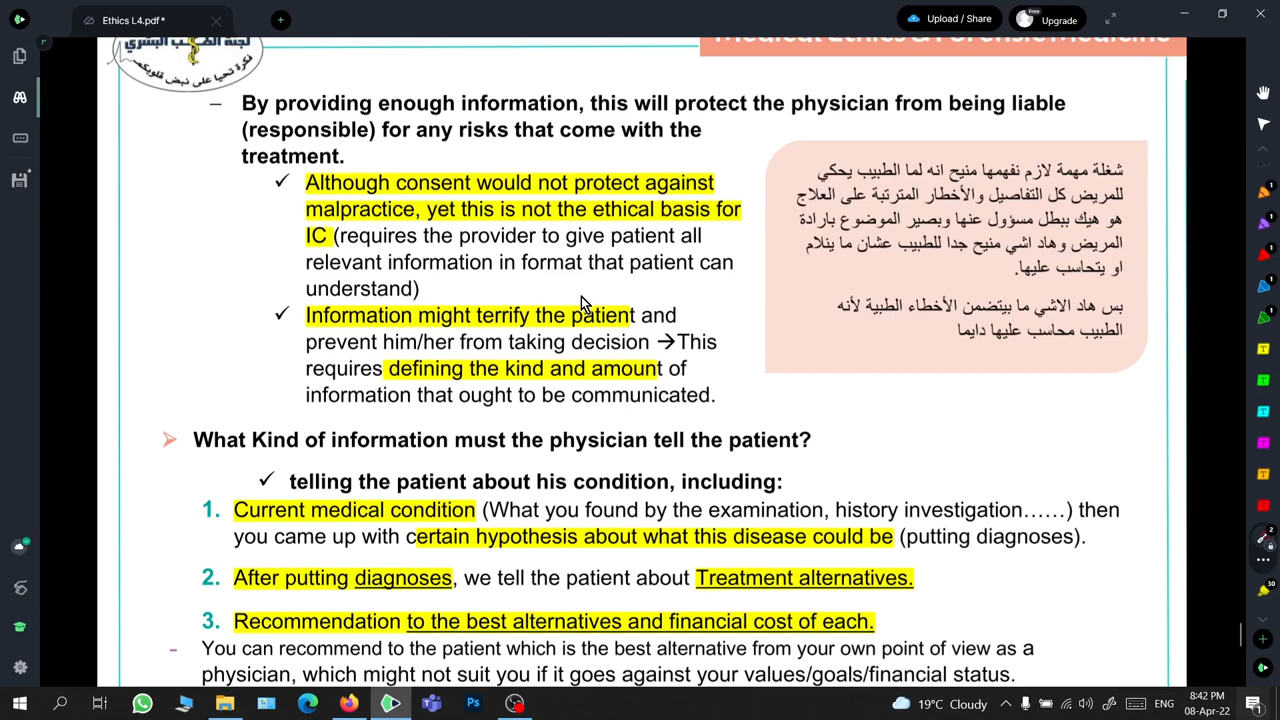 Ethics L4.pdf*
Upload / Share
Free
Upgrade
لجنة الطب البشري
فكرة تحيا على نبض قلوبكم
Medical Ethics & Forensic Medicine
– By providing enough information, this will protect the physician from being liable
(responsible) for any risks that come with the
treatment.
✓ Although consent would not protect against
malpractice, yet this is not the ethical basis for
IC (requires the provider to give patient all
relevant information in format that patient can
understand)
✓ Information might terrify the patient and
prevent him/her from taking decision →This
requires defining the kind and amount of
information that ought to be communicated.
شغلة مهمة لازم نفهمها منيح انه لما الطبيب يحكي
للمريض كل التفاصيل والأخطار المترتبة على العلاج
هو هيك ببطل مسؤول عنها وبصير الموضوع بارادة
المريض وهاد اشي منيح جدا للطبيب عشان ما ينلام
او يتحاسب عليها.
بس هاد الاشي ما بيتضمن الأخطاء الطبية لأنه
الطبيب محاسب عليها دايما
➢ What Kind of information must the physician tell the patient?
✓ telling the patient about his condition, including:
1. Current medical condition (What you found by the examination, history investigation……) then
you came up with certain hypothesis about what this disease could be (putting diagnoses).
2. After putting diagnoses, we tell the patient about Treatment alternatives.
3. Recommendation to the best alternatives and financial cost of each.
- You can recommend to the patient which is the best alternative from your own point of view as a
physician, which might not suit you if it goes against your values/goals/financial status.
19°C Cloudy
ENG
8:42 PM
08-Apr-22